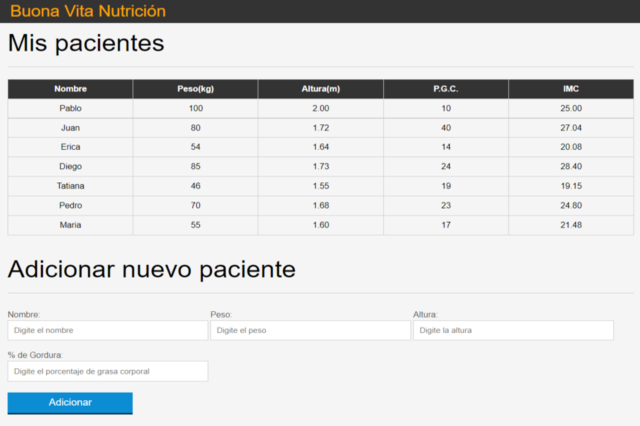 Buona Vita Nutrición
Mis pacientes
Nombre Peso(kg) Altura(m) P.G.C. IMC
Pablo 100 2.00 10 25.00
Juan 80 1.72 40 27.04
Erica 54 1.64 14 20.08
Diego 85 1.73 24 28.40
Tatiana 46 1.55 19 19.15
Pedro 70 1.68 23 24.80
Maria 55 1.60 17 21.48
Adicionar nuevo paciente
Nombre: Peso: Altura:
Digite el nombre Digite el peso Digite la altura
% de Gordura:
Digite el porcentaje de grasa corporal
Adicionar